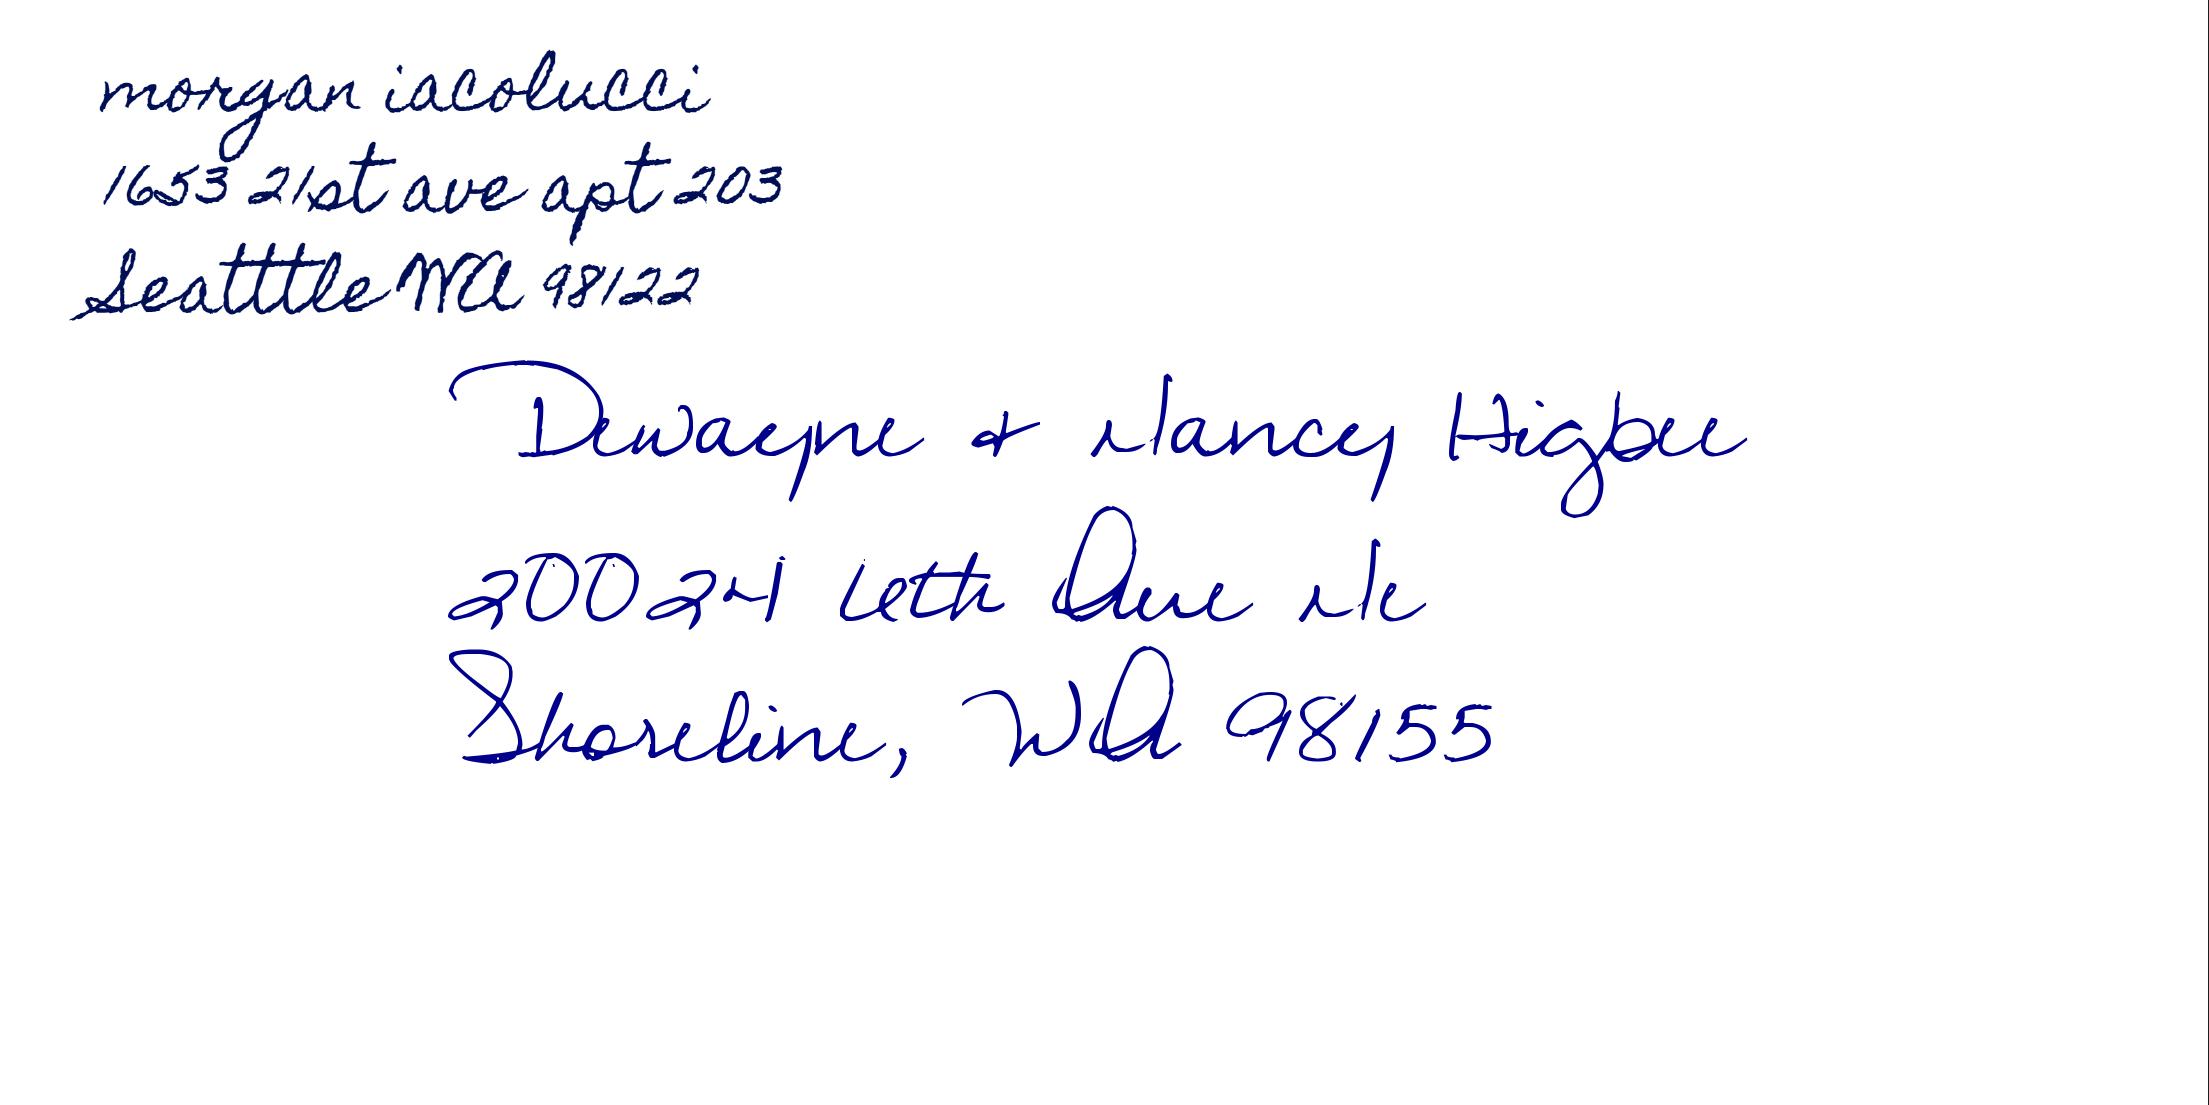 morgan iacolucci
1653 21st ave apt 203
Seatttle WA 98122
Dewayne & Nancy Higbee
20024 6th Ave Ne
Shoreline, WA 98155